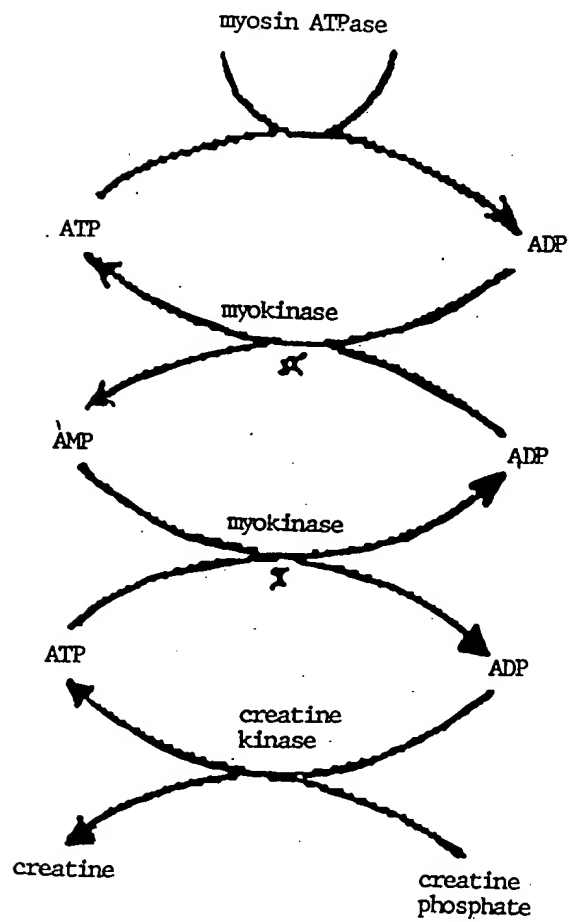 myosin ATPase
ATP
ADP
myokinase
AMP
ADP
myokinase
ATP
ADP
creatine
kinase
creatine
creatine
phosphate